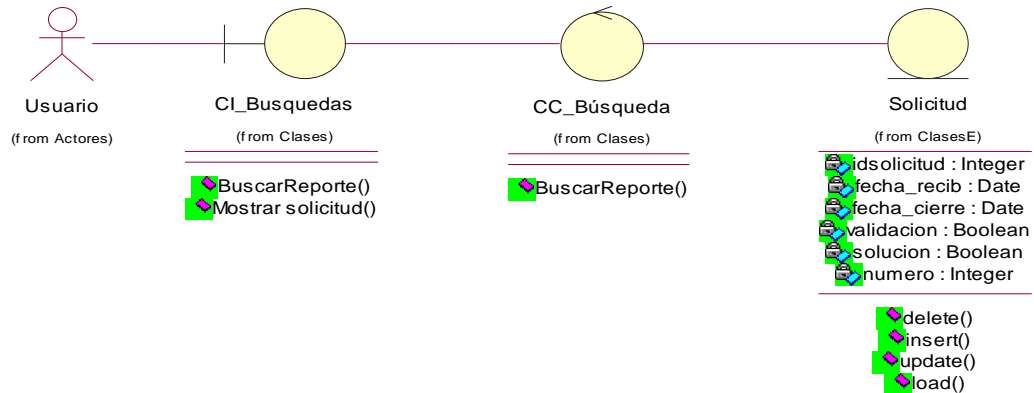 Usuario
(from Actores)
CI_Busquedas
(from Clases)
BuscarReporte()
Mostrar solicitud()
CC_Búsqueda
(from Clases)
BuscarReporte()
Solicitud
(from ClasesE)
idsolicitud : Integer
fecha_recib : Date
fecha_cierre : Date
validacion : Boolean
solucion : Boolean
numero : Integer
delete()
insert()
update()
load()